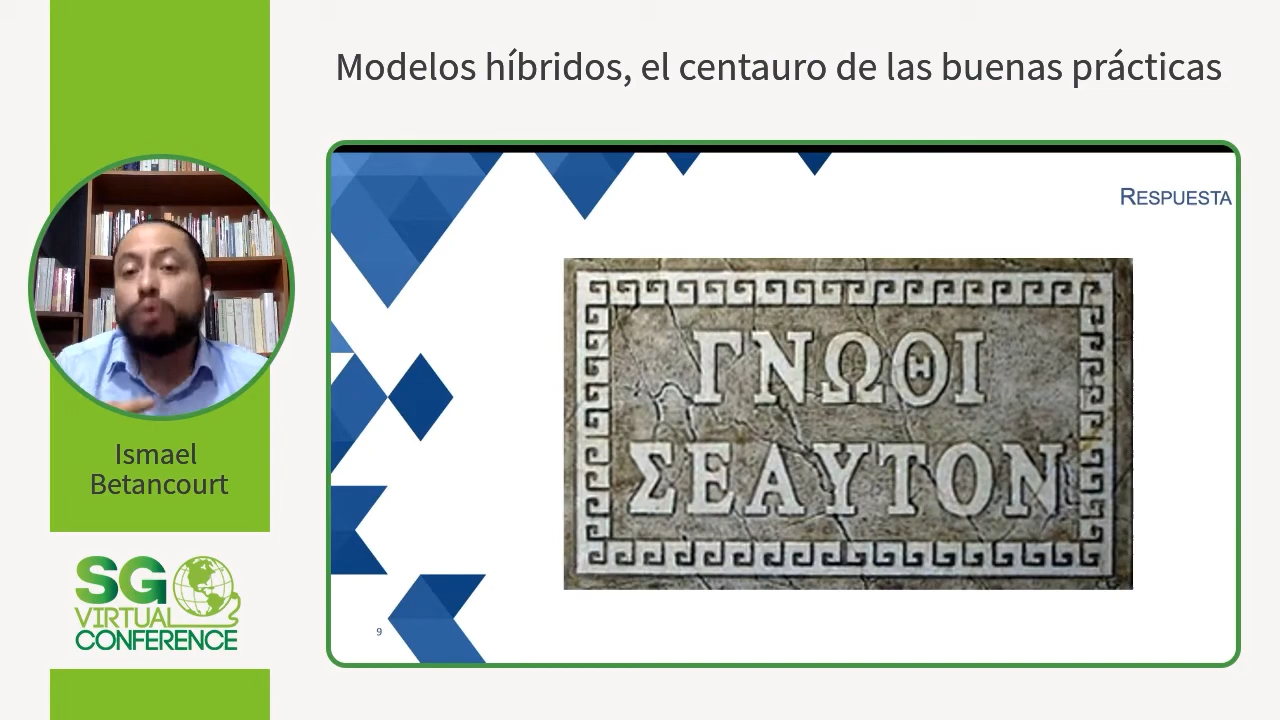 Modelos híbridos, el centauro de las buenas prácticas
RESPUESTA
ΓΝΩΘΙ
ΣΕΑΥΤΟΝ
9
Ismael
Betancourt
SG
VIRTUAL
CONFERENCE